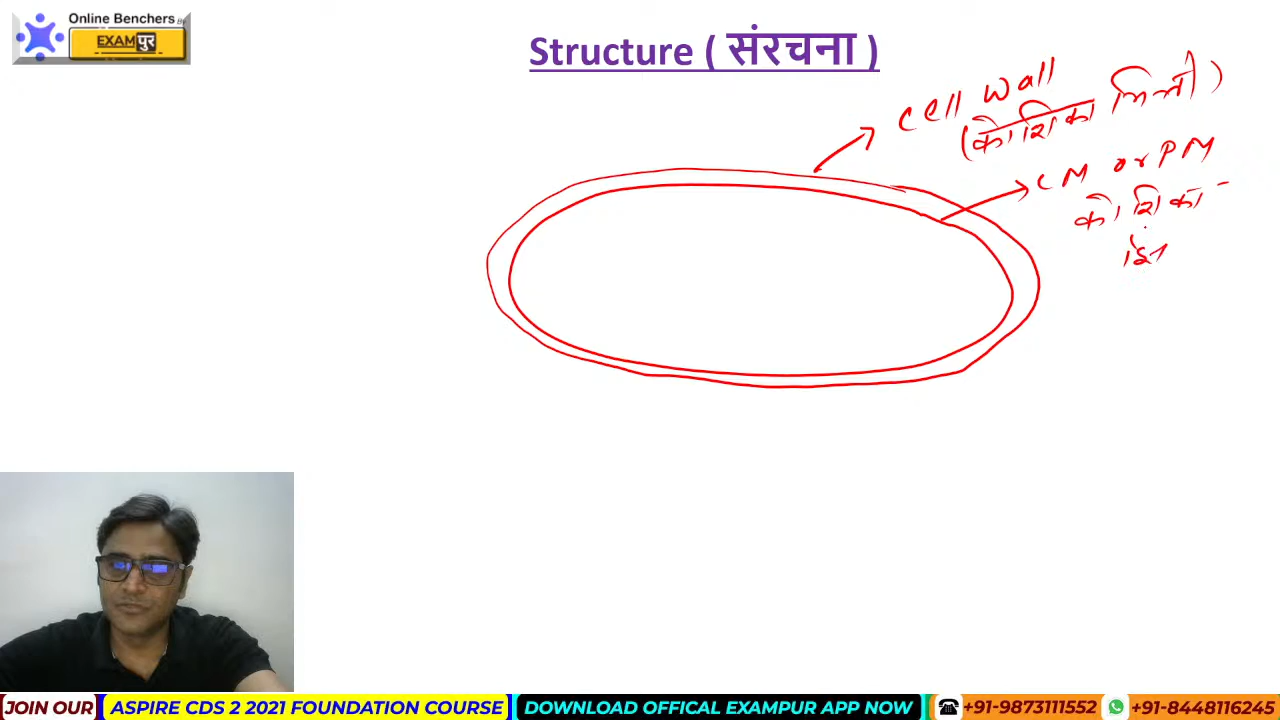 Online Benchers By
EXAMपुर
Structure ( संरचना )
Cell Wall
(कोशिका भित्ती)
CM or PM
कोशिका -
JOIN OUR ASPIRE CDS 2 2021 FOUNDATION COURSE DOWNLOAD OFFICAL EXAMPUR APP NOW +91-9873111552 +91-8448116245